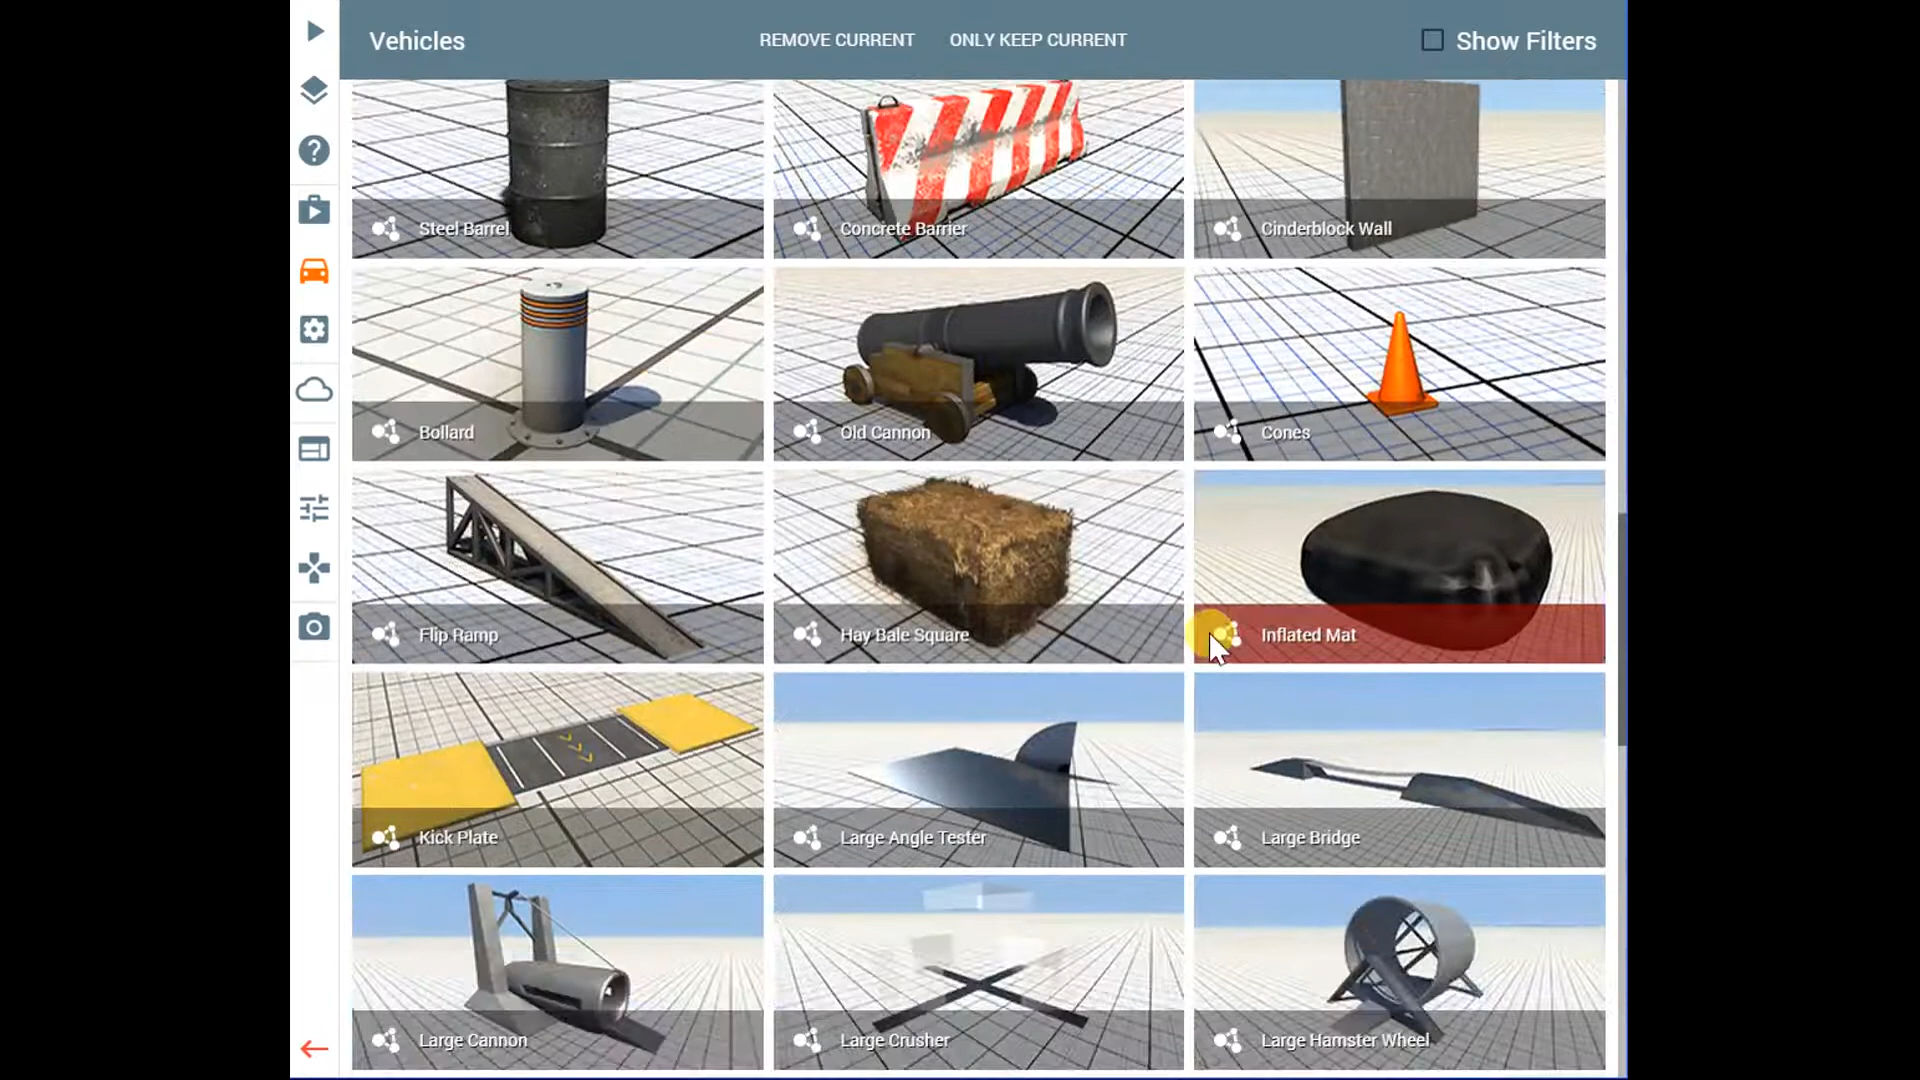 Vehicles
REMOVE CURRENT
ONLY KEEP CURRENT
Show Filters
Steel Barrel
Concrete Barrier
Cinderblock Wall
Bollard
Old Cannon
Cones
Flip Ramp
Hay Bale Square
Inflated Mat
Kick Plate
Large Angle Tester
Large Bridge
Large Cannon
Large Crusher
Large Hamster Wheel